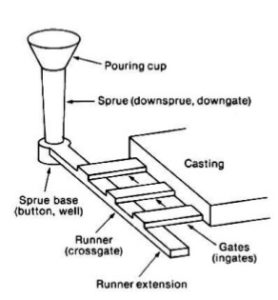 Pouring cup
Sprue (downsprue, downgate)
Casting
Sprue base
(button, well)
Runner
(crossgate)
Gates
(ingates)
Runner extension